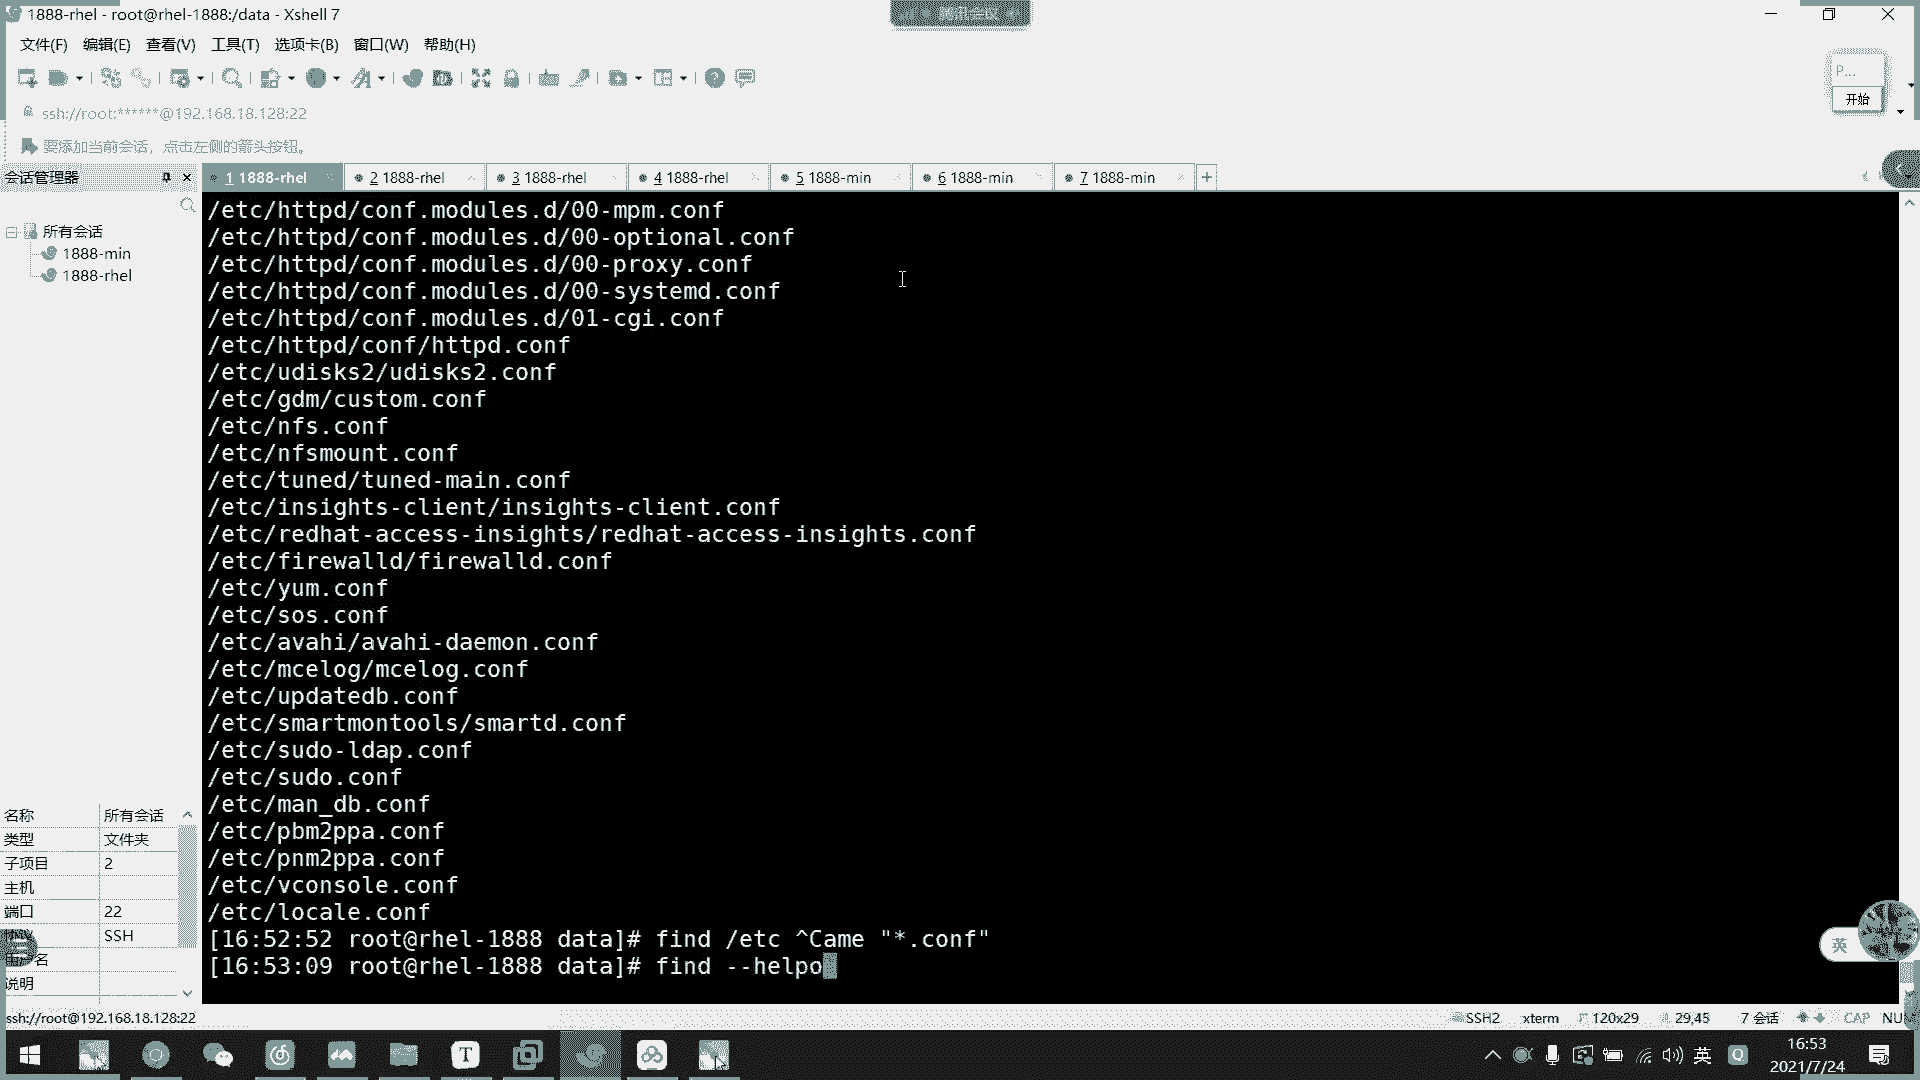 1888-rhel - root@rhel-1888:/data - Xshell 7
腾讯会议
文件(F) 编辑(E) 查看(V) 工具(T) 选项卡(B) 窗口(W) 帮助(H)
P...
开始
ssh://root:******@192.168.18.128:22
要添加当前会话，点击左侧的箭头按钮。
会话管理器
1 1888-rhel
2 1888-rhel
3 1888-rhel
4 1888-rhel
5 1888-min
6 1888-min
7 1888-min
所有会话
1888-min
1888-rhel
/etc/httpd/conf.modules.d/00-mpm.conf
/etc/httpd/conf.modules.d/00-optional.conf
/etc/httpd/conf.modules.d/00-proxy.conf
/etc/httpd/conf.modules.d/00-systemd.conf
/etc/httpd/conf.modules.d/01-cgi.conf
/etc/httpd/conf/httpd.conf
/etc/udisks2/udisks2.conf
/etc/gdm/custom.conf
/etc/nfs.conf
/etc/nfsmount.conf
/etc/tuned/tuned-main.conf
/etc/insights-client/insights-client.conf
/etc/redhat-access-insights/redhat-access-insights.conf
/etc/firewalld/firewalld.conf
/etc/yum.conf
/etc/sos.conf
/etc/avahi/avahi-daemon.conf
/etc/mcelog/mcelog.conf
/etc/updatedb.conf
/etc/smartmontools/smartd.conf
/etc/sudo-ldap.conf
/etc/sudo.conf
/etc/man_db.conf
/etc/pbm2ppa.conf
/etc/pnm2ppa.conf
/etc/vconsole.conf
/etc/locale.conf
[16:52:52 root@rhel-1888 data]# find /etc ^Came "*.conf"
[16:53:09 root@rhel-1888 data]# find --helpo
名称 所有会话
类型 文件夹
子项目 2
主机
端口 22
协议 SSH
用户名
说明
英
ssh://root@192.168.18.128:22
SSH2 xterm 120x29 29,45 7 会话 CAP NUM
英
16:53
2021/7/24